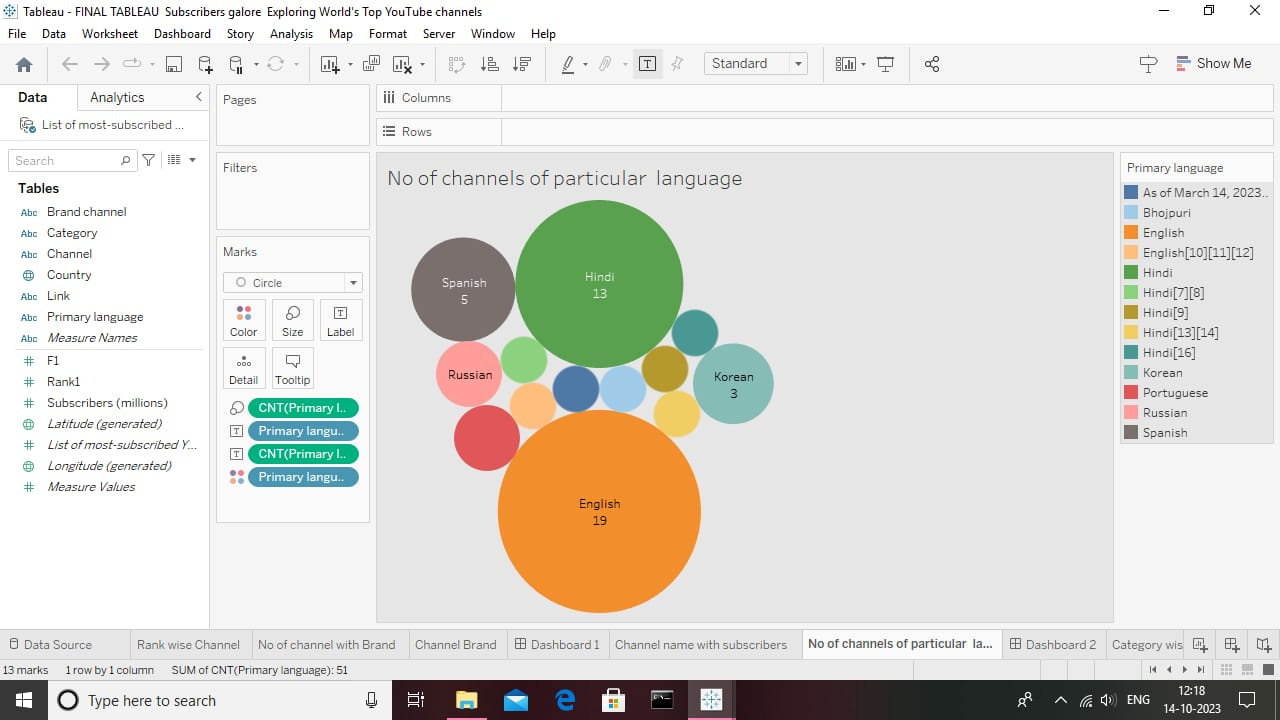 Tableau - FINAL TABLEAU  Subscribers galore  Exploring World's Top YouTube channels
File Data Worksheet Dashboard Story Analysis Map Format Server Window Help
Standard
Show Me
Data Analytics
List of most-subscribed ...
Search
Tables
Abc Brand channel
Abc Category
Abc Channel
Country
Abc Link
Abc Primary language
Abc Measure Names
F1
Rank1
Subscribers (millions)
Latitude (generated)
List of most-subscribed Y...
Longitude (generated)
Measure Values
Pages
Filters
Marks
Circle
Color Size Label
Detail Tooltip
CNT(Primary l..
Primary langu..
CNT(Primary l..
Primary langu..
Columns
Rows
No of channels of particular  language
Spanish
5
Hindi
13
Russian
Korean
3
English
19
Primary language
As of March 14, 2023..
Bhojpuri
English
English[10][11][12]
Hindi
Hindi[7][8]
Hindi[9]
Hindi[13][14]
Hindi[16]
Korean
Portuguese
Russian
Spanish
Data Source Rank wise Channel No of channel with Brand Channel Brand Dashboard 1 Channel name with subscribers No of channels of particular  la... Dashboard 2 Category wis
13 marks 1 row by 1 column SUM of CNT(Primary language): 51
Type here to search
ENG
12:18
14-10-2023